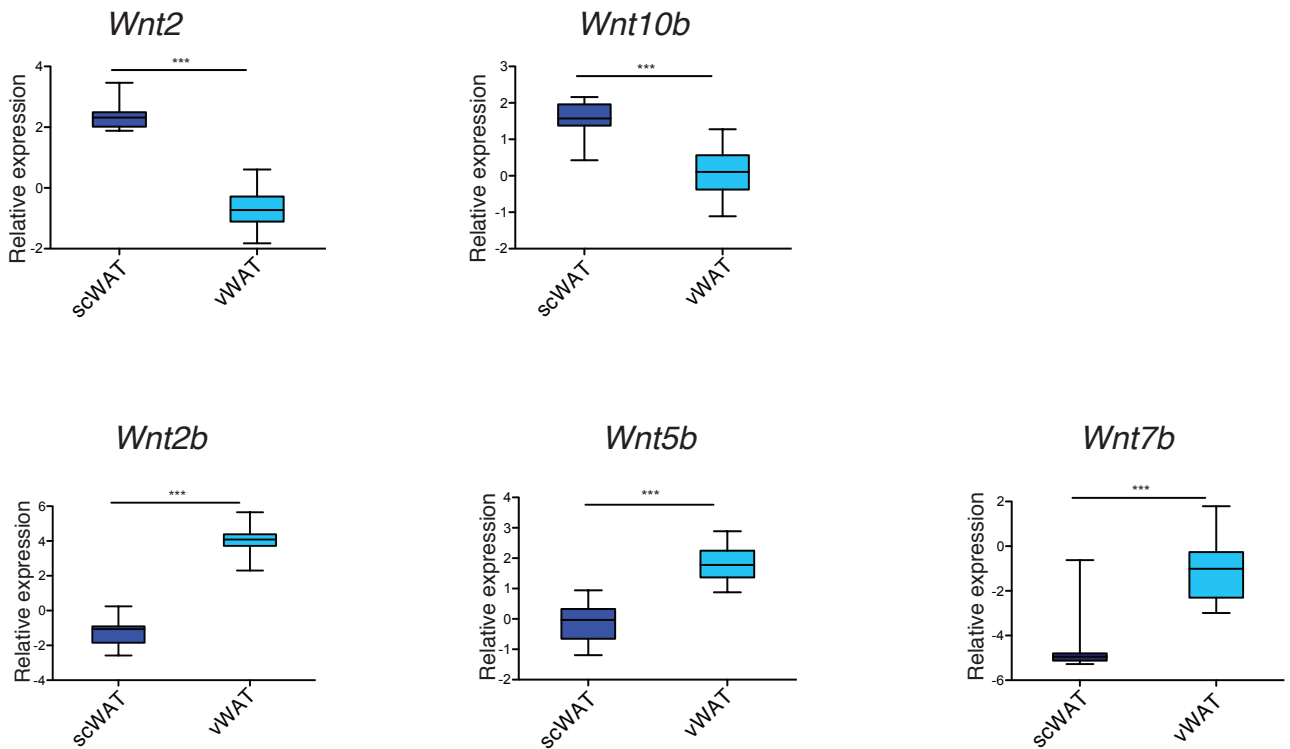 Wnt2
Wnt10b
Relative expression
4
2
0
-2
***
scWAT
vWAT
Relative expression
3
2
1
0
-1
-2
***
scWAT
vWAT
Wnt2b
Wnt5b
Wnt7b
Relative expression
6
4
2
0
-2
-4
***
scWAT
vWAT
Relative expression
4
3
2
1
0
-1
-2
***
scWAT
vWAT
Relative expression
2
0
-2
-4
-6
***
scWAT
vWAT